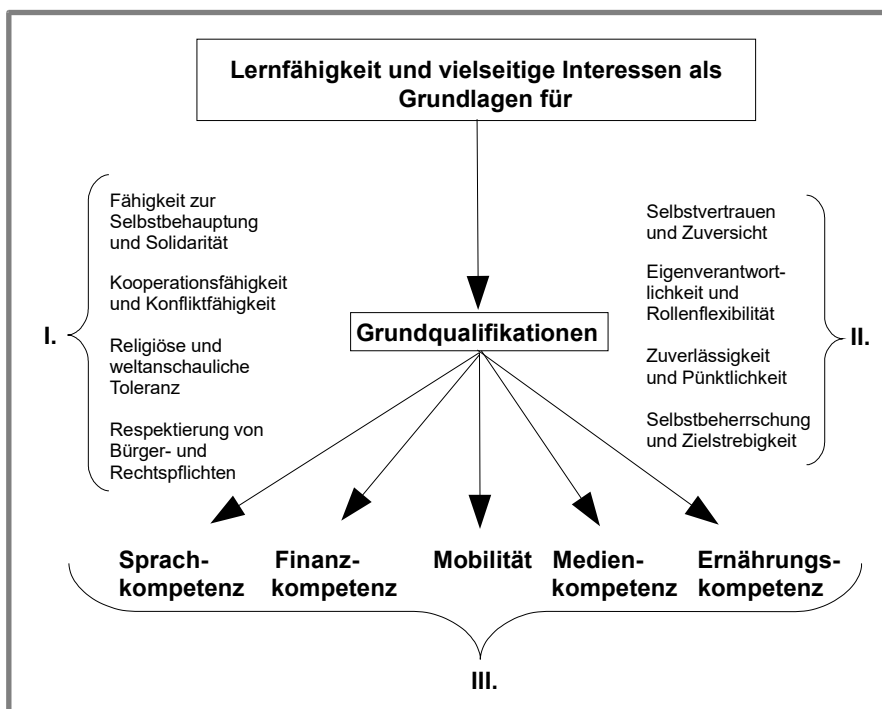 Lernfähigkeit und vielseitige Interessen als
Grundlagen für
I.
Fähigkeit zur
Selbstbehauptung
und Solidarität
Kooperationsfähigkeit
und Konfliktfähigkeit
Religiöse und
weltanschauliche
Toleranz
Respektierung von
Bürger- und
Rechtspflichten
Grundqualifikationen
Selbstvertrauen
und Zuversicht
Eigenverantwort-
lichkeit und
Rollenflexibilität
Zuverlässigkeit
und Pünktlichkeit
Selbstbeherrschung
und Zielstrebigkeit
II.
Sprach-
kompetenz
Finanz-
kompetenz
Mobilität
Medien-
kompetenz
Ernährungs-
kompetenz
III.